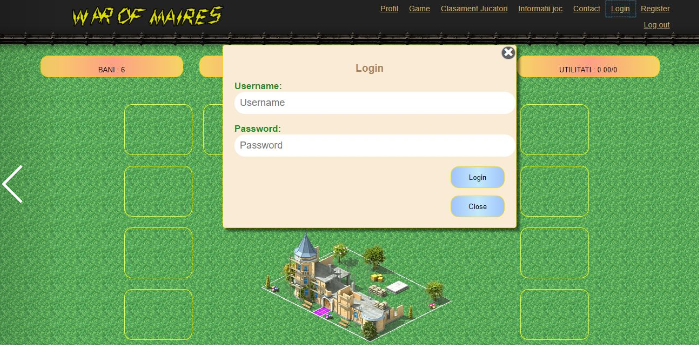 WAR OF MAIRES
Profil Game Clasament Jucatori Informatii joc Contact Login Register
Log out
BANI : 6
UTILITATI : 0.00/0
Login
Username:
Username
Password:
Password
Login
Close